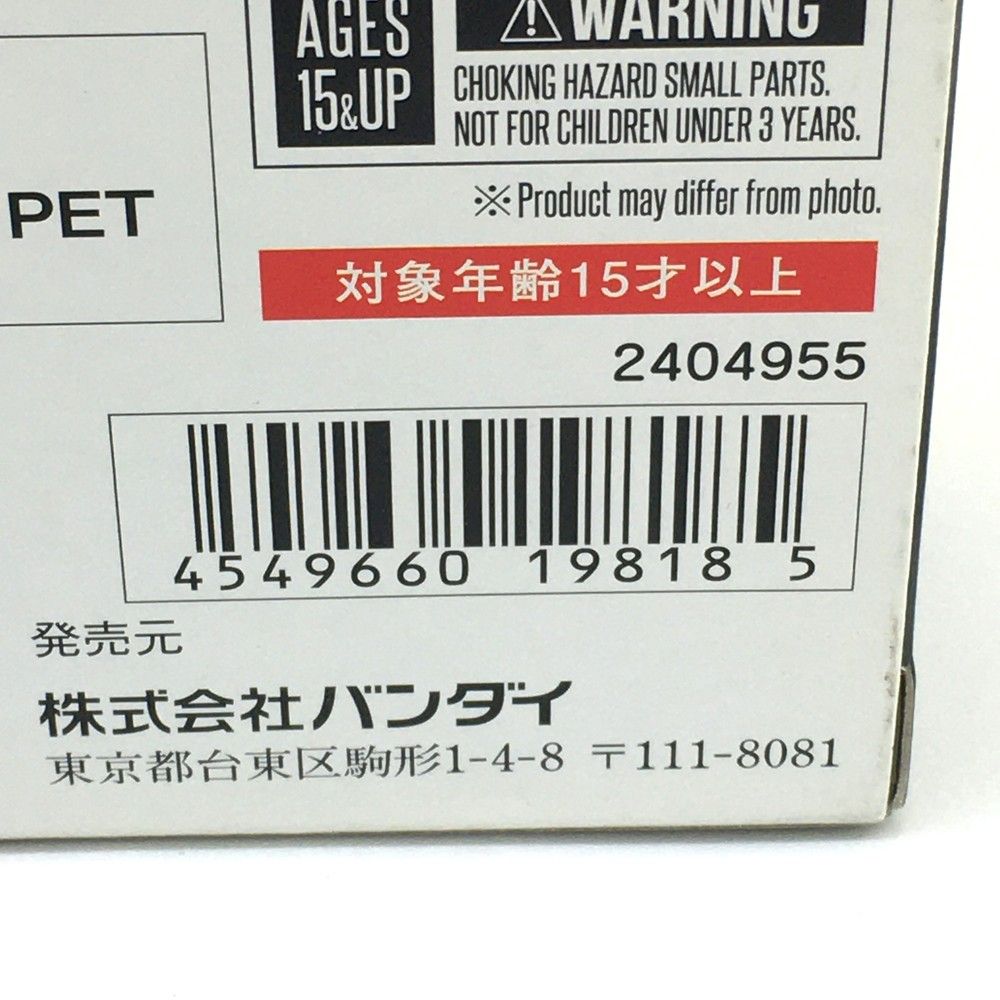 AGES
15&UP
⚠WARNING
CHOKING HAZARD SMALL PARTS.
NOT FOR CHILDREN UNDER 3 YEARS.
PET
※Product may differ from photo.
対象年齢15才以上
2404955
4549660 19818 5
発売元
株式会社バンダイ
東京都台東区駒形1-4-8 〒111-8081